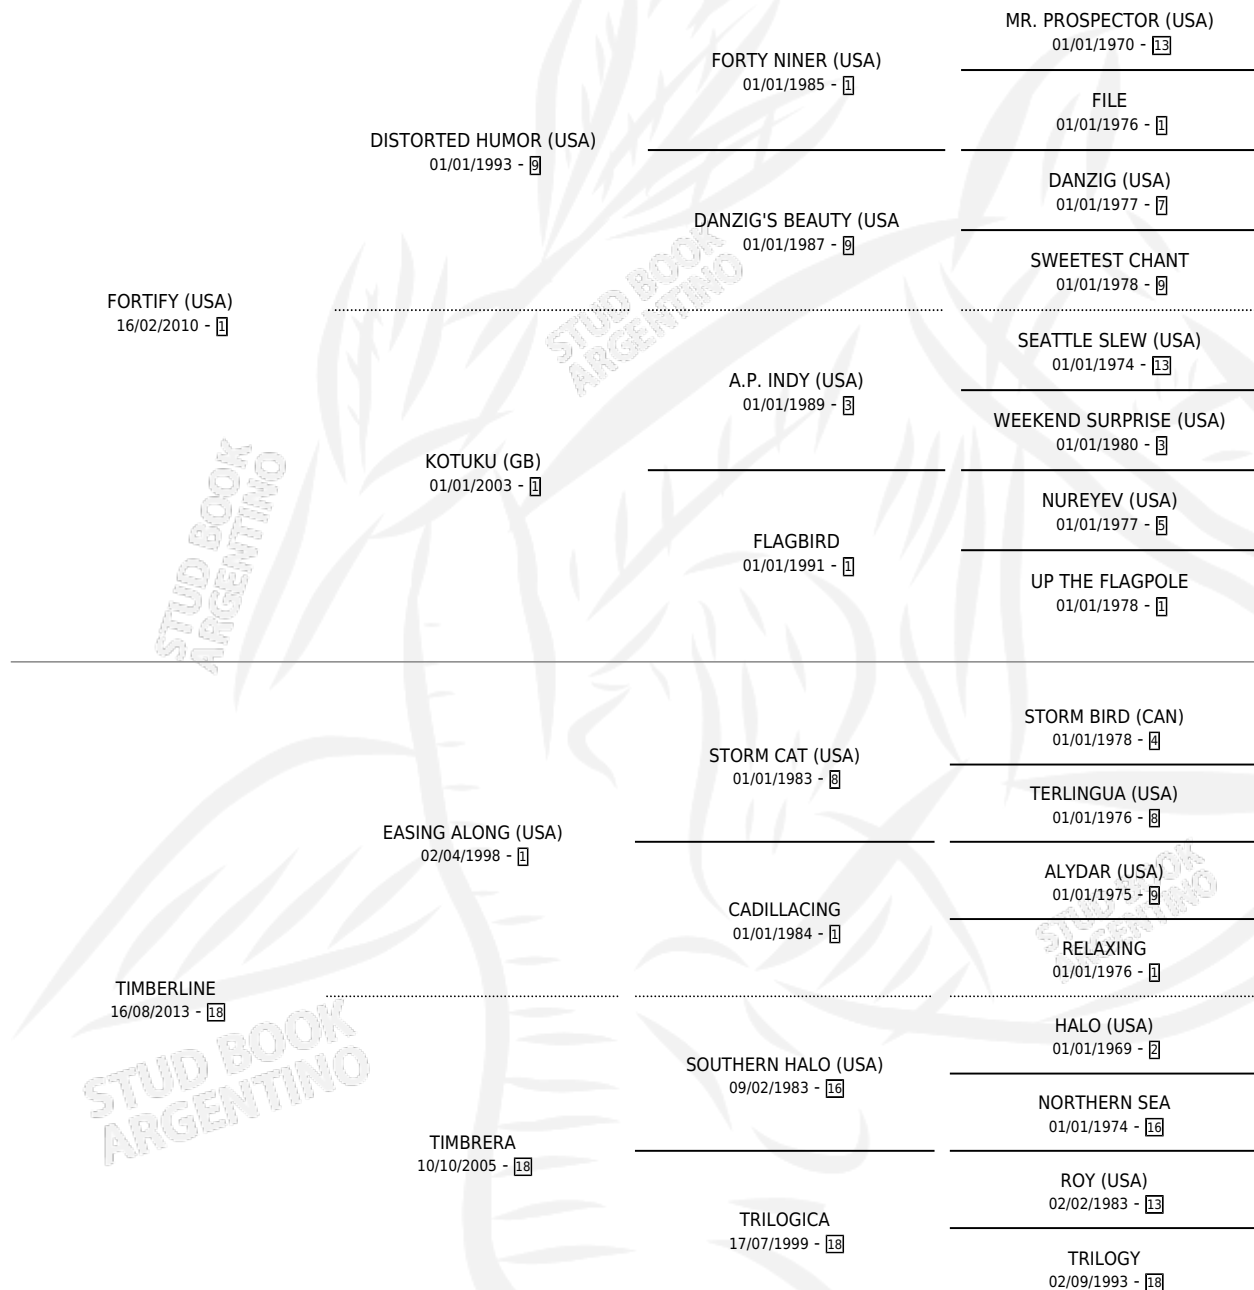 MR. PROSPECTOR (USA)
01/01/1970 - 13
FORTY NINER (USA)
01/01/1985 - 1
FILE
01/01/1976 - 1
DISTORTED HUMOR (USA)
01/01/1993 - 9
DANZIG (USA)
01/01/1977 - 7
DANZIG'S BEAUTY (USA
01/01/1987 - 9
SWEETEST CHANT
01/01/1978 - 9
FORTIFY (USA)
16/02/2010 - 1
STUD BOOK
ARGENTINO
SEATTLE SLEW (USA)
01/01/1974 - 13
A.P. INDY (USA)
01/01/1989 - 3
WEEKEND SURPRISE (USA)
01/01/1980 - 3
KOTUKU (GB)
01/01/2003 - 1
NUREYEV (USA)
01/01/1977 - 5
FLAGBIRD
01/01/1991 - 1
UP THE FLAGPOLE
01/01/1978 - 1
STUD BOOK
ARGENTINO
STORM BIRD (CAN)
01/01/1978 - 4
STORM CAT (USA)
01/01/1983 - 8
TERLINGUA (USA)
01/01/1976 - 8
EASING ALONG (USA)
02/04/1998 - 1
ALYDAR (USA)
01/01/1975 - 9
CADILLACING
01/01/1984 - 1
RELAXING
01/01/1976 - 1
STUD BOOK
ARGENTINO
TIMBERLINE
16/08/2013 - 18
HALO (USA)
01/01/1969 - 2
SOUTHERN HALO (USA)
09/02/1983 - 16
NORTHERN SEA
01/01/1974 - 16
STUD BOOK
ARGENTINO
TIMBRERA
10/10/2005 - 18
ROY (USA)
02/02/1983 - 13
TRILOGICA
17/07/1999 - 18
TRILOGY
02/09/1993 - 18